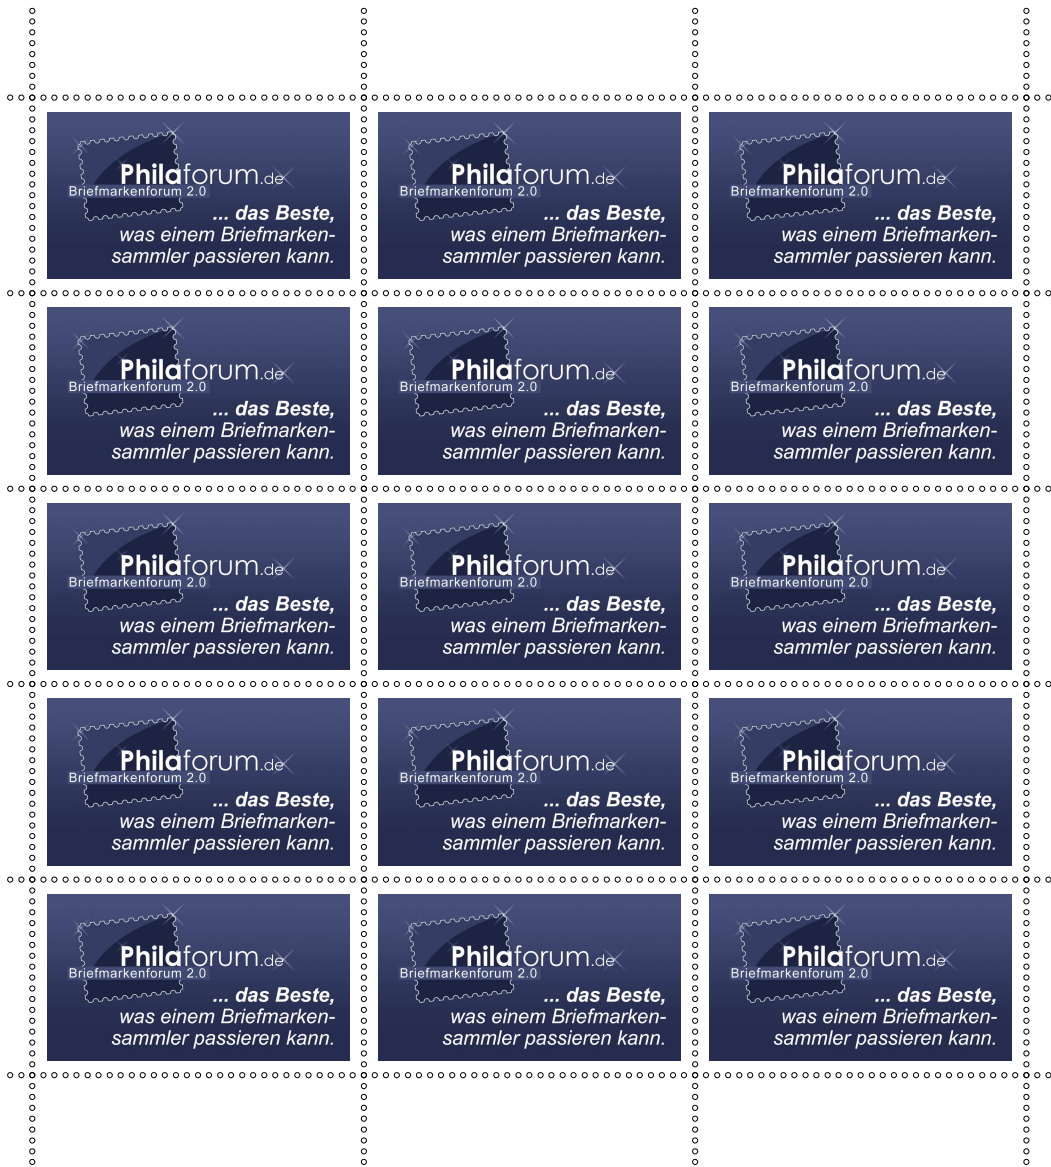 Philaforum.de Philaforum.de Philaforum.de
Briefmarkenforum 2.0 Briefmarkenforum 2.0 Briefmarkenforum 2.0
... das Beste, ... das Beste, ... das Beste,
was einem Briefmarken- was einem Briefmarken- was einem Briefmarken-
sammler passieren kann. sammler passieren kann. sammler passieren kann.
Philaforum.de Philaforum.de Philaforum.de
Briefmarkenforum 2.0 Briefmarkenforum 2.0 Briefmarkenforum 2.0
... das Beste, ... das Beste, ... das Beste,
was einem Briefmarken- was einem Briefmarken- was einem Briefmarken-
sammler passieren kann. sammler passieren kann. sammler passieren kann.
Philaforum.de Philaforum.de Philaforum.de
Briefmarkenforum 2.0 Briefmarkenforum 2.0 Briefmarkenforum 2.0
... das Beste, ... das Beste, ... das Beste,
was einem Briefmarken- was einem Briefmarken- was einem Briefmarken-
sammler passieren kann. sammler passieren kann. sammler passieren kann.
Philaforum.de Philaforum.de Philaforum.de
Briefmarkenforum 2.0 Briefmarkenforum 2.0 Briefmarkenforum 2.0
... das Beste, ... das Beste, ... das Beste,
was einem Briefmarken- was einem Briefmarken- was einem Briefmarken-
sammler passieren kann. sammler passieren kann. sammler passieren kann.
Philaforum.de Philaforum.de Philaforum.de
Briefmarkenforum 2.0 Briefmarkenforum 2.0 Briefmarkenforum 2.0
... das Beste, ... das Beste, ... das Beste,
was einem Briefmarken- was einem Briefmarken- was einem Briefmarken-
sammler passieren kann. sammler passieren kann. sammler passieren kann.